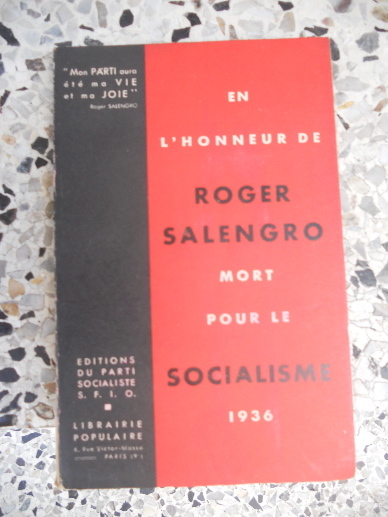 "Mon PARTI aura
été ma VIE
et ma JOIE"
Roger SALENGRO
EN
L'HONNEUR DE
ROGER
SALENGRO
MORT
POUR LE
SOCIALISME
1936
EDITIONS
DU PARTI
SOCIALISTE
S. F. I. O.
LIBRAIRIE
POPULAIRE
PARIS